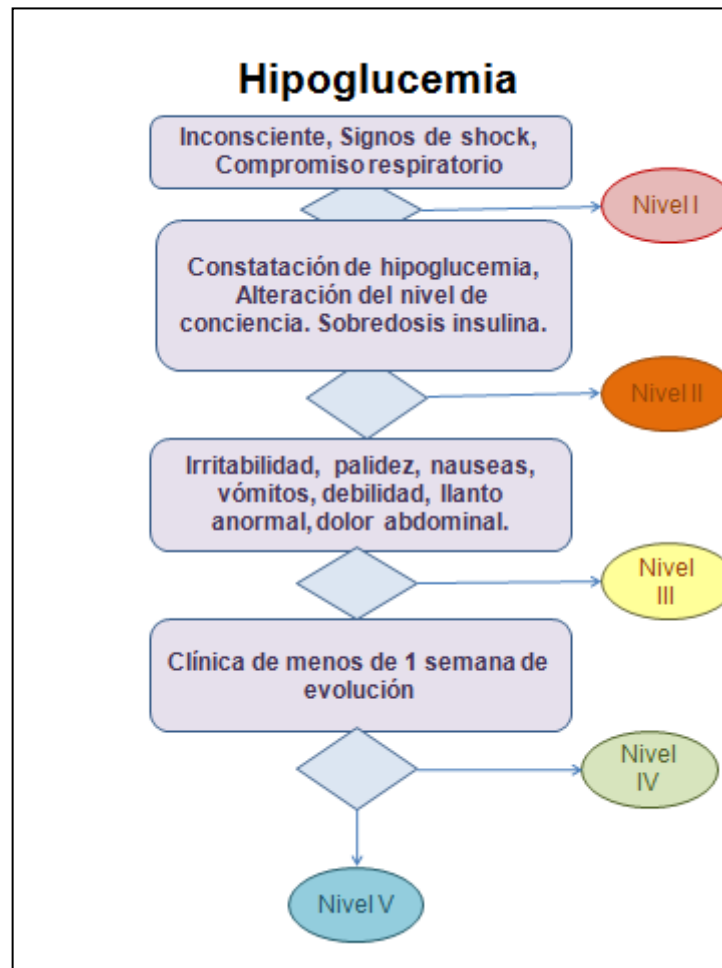 Hipoglucemia
Inconsciente, Signos de shock,
Compromiso respiratorio
Nivel I
Constatación de hipoglucemia,
Alteración del nivel de
conciencia. Sobredosis insulina.
Nivel II
Irritabilidad, palidez, nauseas,
vómitos, debilidad, llanto
anormal, dolor abdominal.
Nivel
III
Clínica de menos de 1 semana de
evolución
Nivel
IV
Nivel V